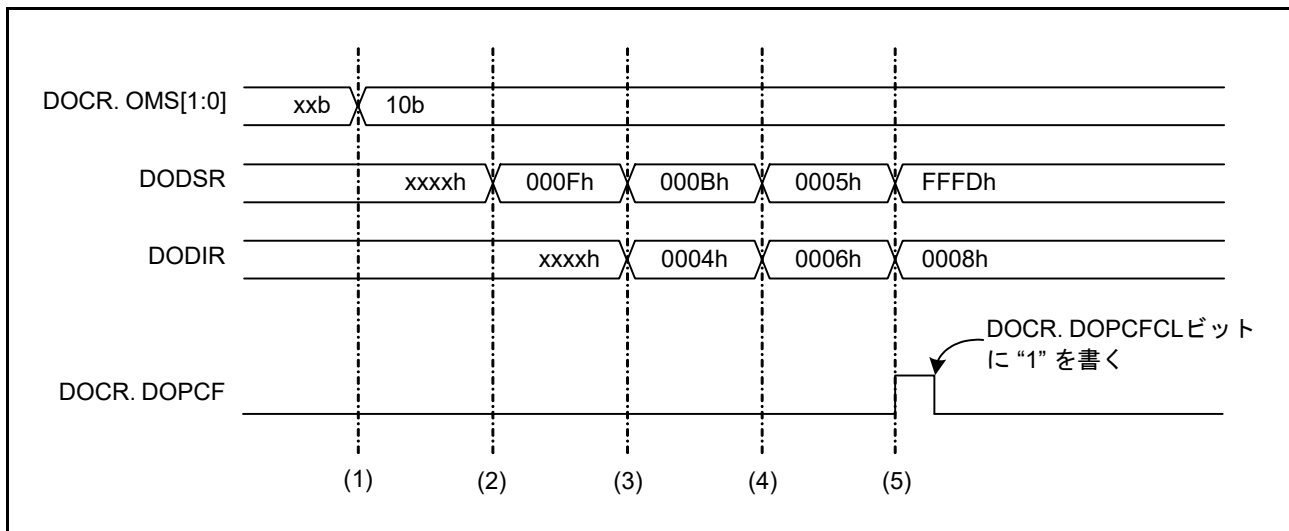 DOCR. OMS[1:0] xxb 10b
DODSR xxxxh 000Fh 000Bh 0005h FFFDh
DODIR xxxxh 0004h 0006h 0008h
DOCR. DOPCFCLビット
に “1” を書く
DOCR. DOPCF
(1) (2) (3) (4) (5)